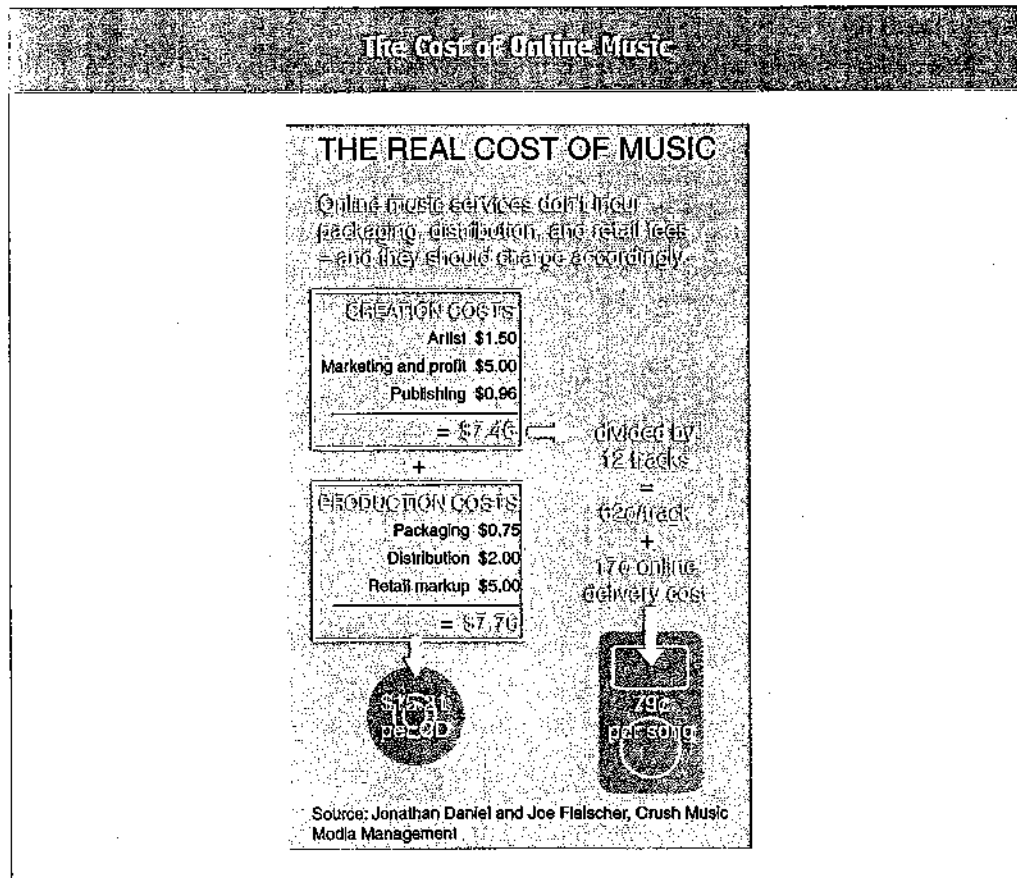 The Cost of Online Music
THE REAL COST OF MUSIC
Online music services don't incur
packaging, distribution, and retail fees
– and they should charge accordingly.
CREATION COSTS
Artist $1.50
Marketing and profit $5.00
Publishing $0.96
= $7.46
divided by
12 tracks
=
62¢/track
+
17¢ online
delivery cost
+
PRODUCTION COSTS
Packaging $0.75
Distribution $2.00
Retail markup $5.00
= $7.75
$15.21
per CD
79¢
per song
Source: Jonathan Daniel and Joe Fleischer, Crush Music
Media Management